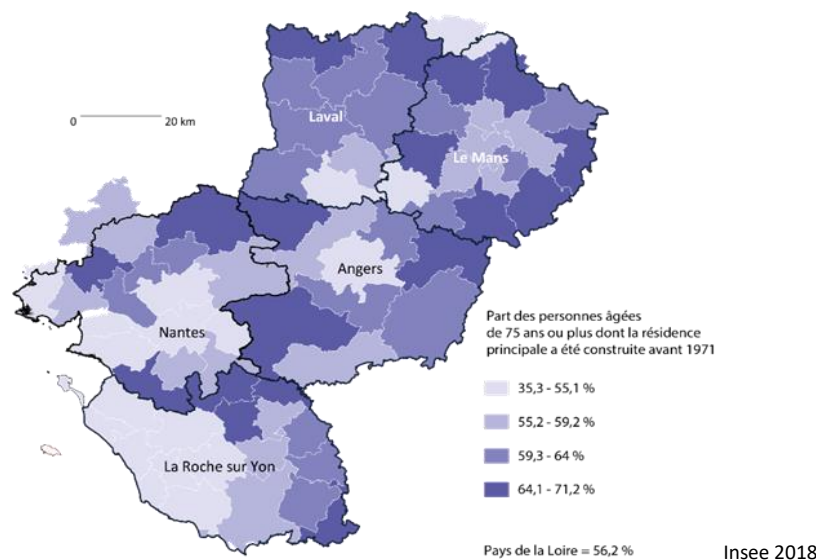 Laval
0 20 km
Le Mans
Angers
Nantes
La Roche sur Yon
Part des personnes âgées
de 75 ans ou plus dont la résidence
principale a été construite avant 1971
35,3 - 55,1 %
55,2 - 59,2 %
59,3 - 64 %
64,1 - 71,2 %
Pays de la Loire = 56,2 %
Insee 2018